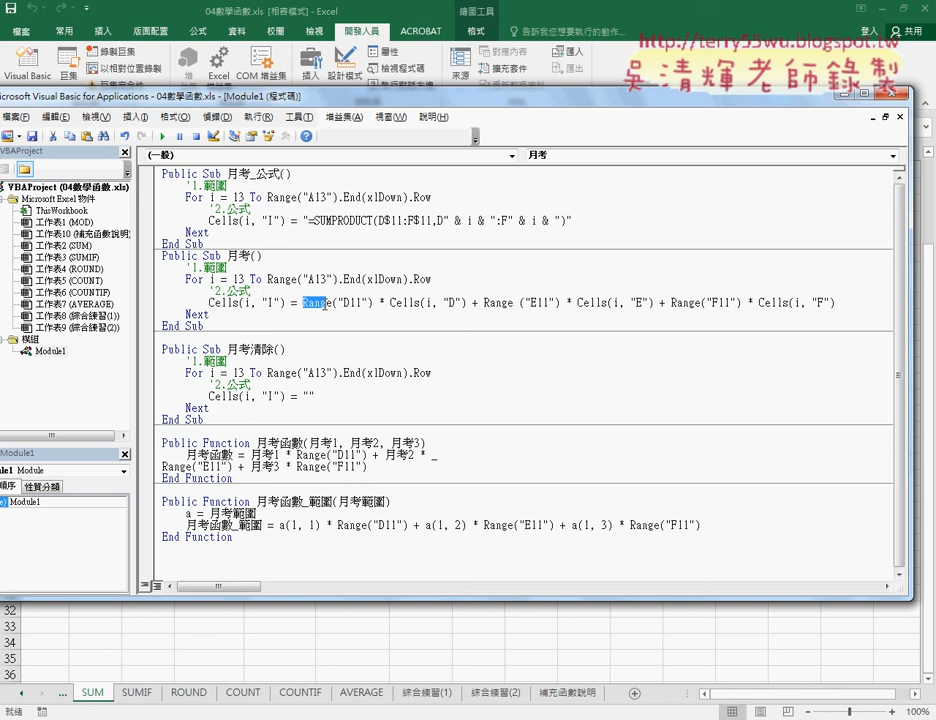 04數學函數.xls [相容模式] - Excel
繪圖工具
檔案 常用 插入 版面配置 公式 資料 校閱 檢視 開發人員 ACROBAT 格式 告訴我您想要執行的動作... 登入 共用
http://terry55wu.blogspot.tw
吳清輝老師錄製
錄製巨集
以相對位置錄製
Visual Basic 巨集 Excel COM 增益集 插入 設計模式
屬性
檢視程式碼
來源
對應內容
擴充套件
匯入
匯出
icrosoft Visual Basic for Applications - 04數學函數.xls - [Module1 (程式碼)]
檔案(F) 編輯(E) 檢視(V) 插入(I) 格式(O) 偵錯(D) 執行(R) 工具(T) 增益集(A) 視窗(W) 說明(H)
VBAProject
VBAProject (04數學函數.xls)
Microsoft Excel 物件
ThisWorkbook
工作表1 (MOD)
工作表10 (補充函數說明)
工作表2 (SUM)
工作表3 (SUMIF)
工作表4 (ROUND)
工作表5 (COUNT)
工作表6 (COUNTIF)
工作表7 (AVERAGE)
工作表8 (綜合練習(1))
工作表9 (綜合練習(2))
模組
Module1
Module1
le1 Module
順序 性質分類
Module1
(一般) 月考
Public Sub 月考_公式()
'1.範圍
For i = 13 To Range("A13").End(xlDown).Row
'2.公式
Cells(i, "I") = "=SUMPRODUCT(D$11:F$11,D" & i & ":F" & i & ")"
Next
End Sub
Public Sub 月考()
'1.範圍
For i = 13 To Range("A13").End(xlDown).Row
'2.公式
Cells(i, "I") = Range("D11") * Cells(i, "D") + Range ("E11") * Cells(i, "E") + Range("F11") * Cells(i, "F")
Next
End Sub
Public Sub 月考清除()
'1.範圍
For i = 13 To Range("A13").End(xlDown).Row
'2.公式
Cells(i, "I") = ""
Next
End Sub
Public Function 月考函數(月考1, 月考2, 月考3)
月考函數 = 月考1 * Range("D11") + 月考2 * _
Range("E11") + 月考3 * Range("F11")
End Function
Public Function 月考函數_範圍(月考範圍)
a = 月考範圍
月考函數_範圍 = a(1, 1) * Range("D11") + a(1, 2) * Range("E11") + a(1, 3) * Range("F11")
End Function
32
33
34
35
36
... SUM SUMIF ROUND COUNT COUNTIF AVERAGE 綜合練習(1) 綜合練習(2) 補充函數說明
就緒
100%